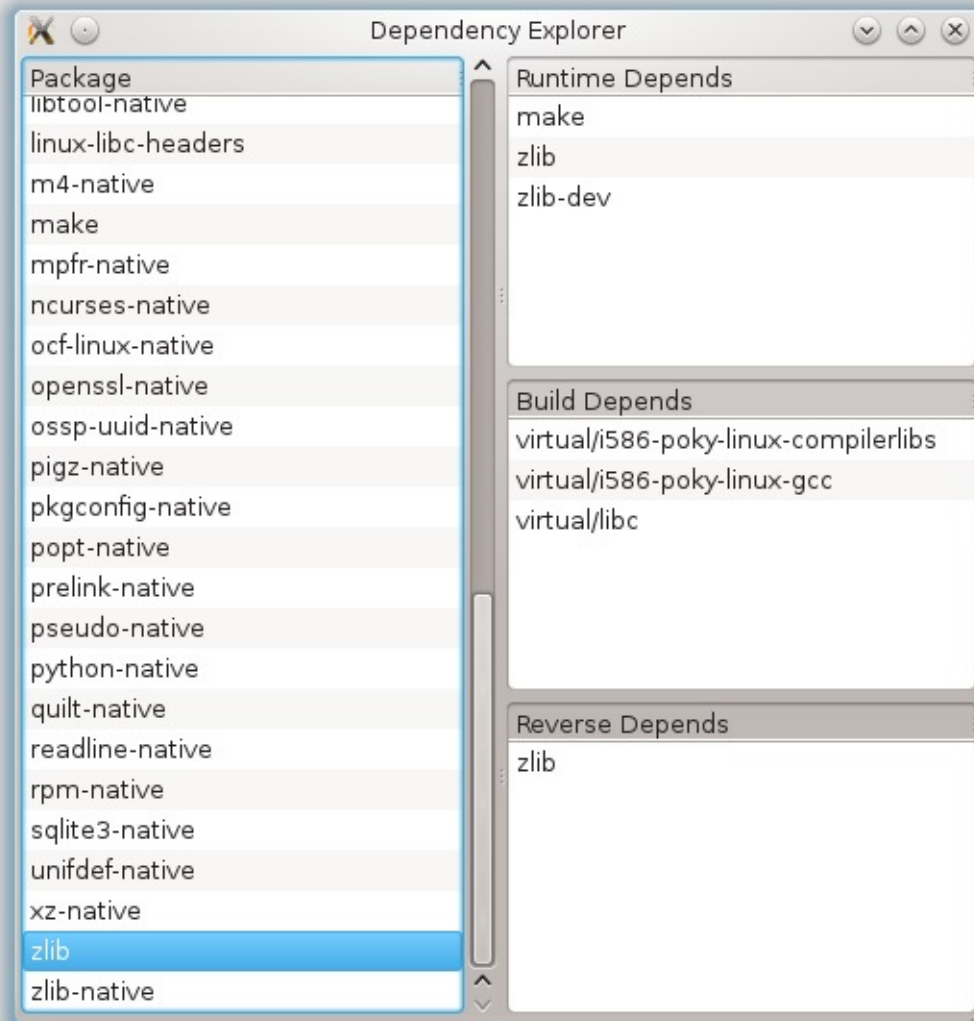 Dependency Explorer
Package
libtool-native
linux-libc-headers
m4-native
make
mpfr-native
ncurses-native
ocf-linux-native
openssl-native
ossp-uuid-native
pigz-native
pkgconfig-native
popt-native
prelink-native
pseudo-native
python-native
quilt-native
readline-native
rpm-native
sqlite3-native
unifdef-native
xz-native
zlib
zlib-native
Runtime Depends
make
zlib
zlib-dev
Build Depends
virtual/i586-poky-linux-compilerlibs
virtual/i586-poky-linux-gcc
virtual/libc
Reverse Depends
zlib